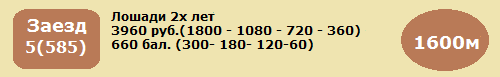 Заезд
5(585)
Лошади 2х лет
3960 руб.(1800 - 1080 - 720 - 360)
660 бал. (300- 180- 120-60)
1600м